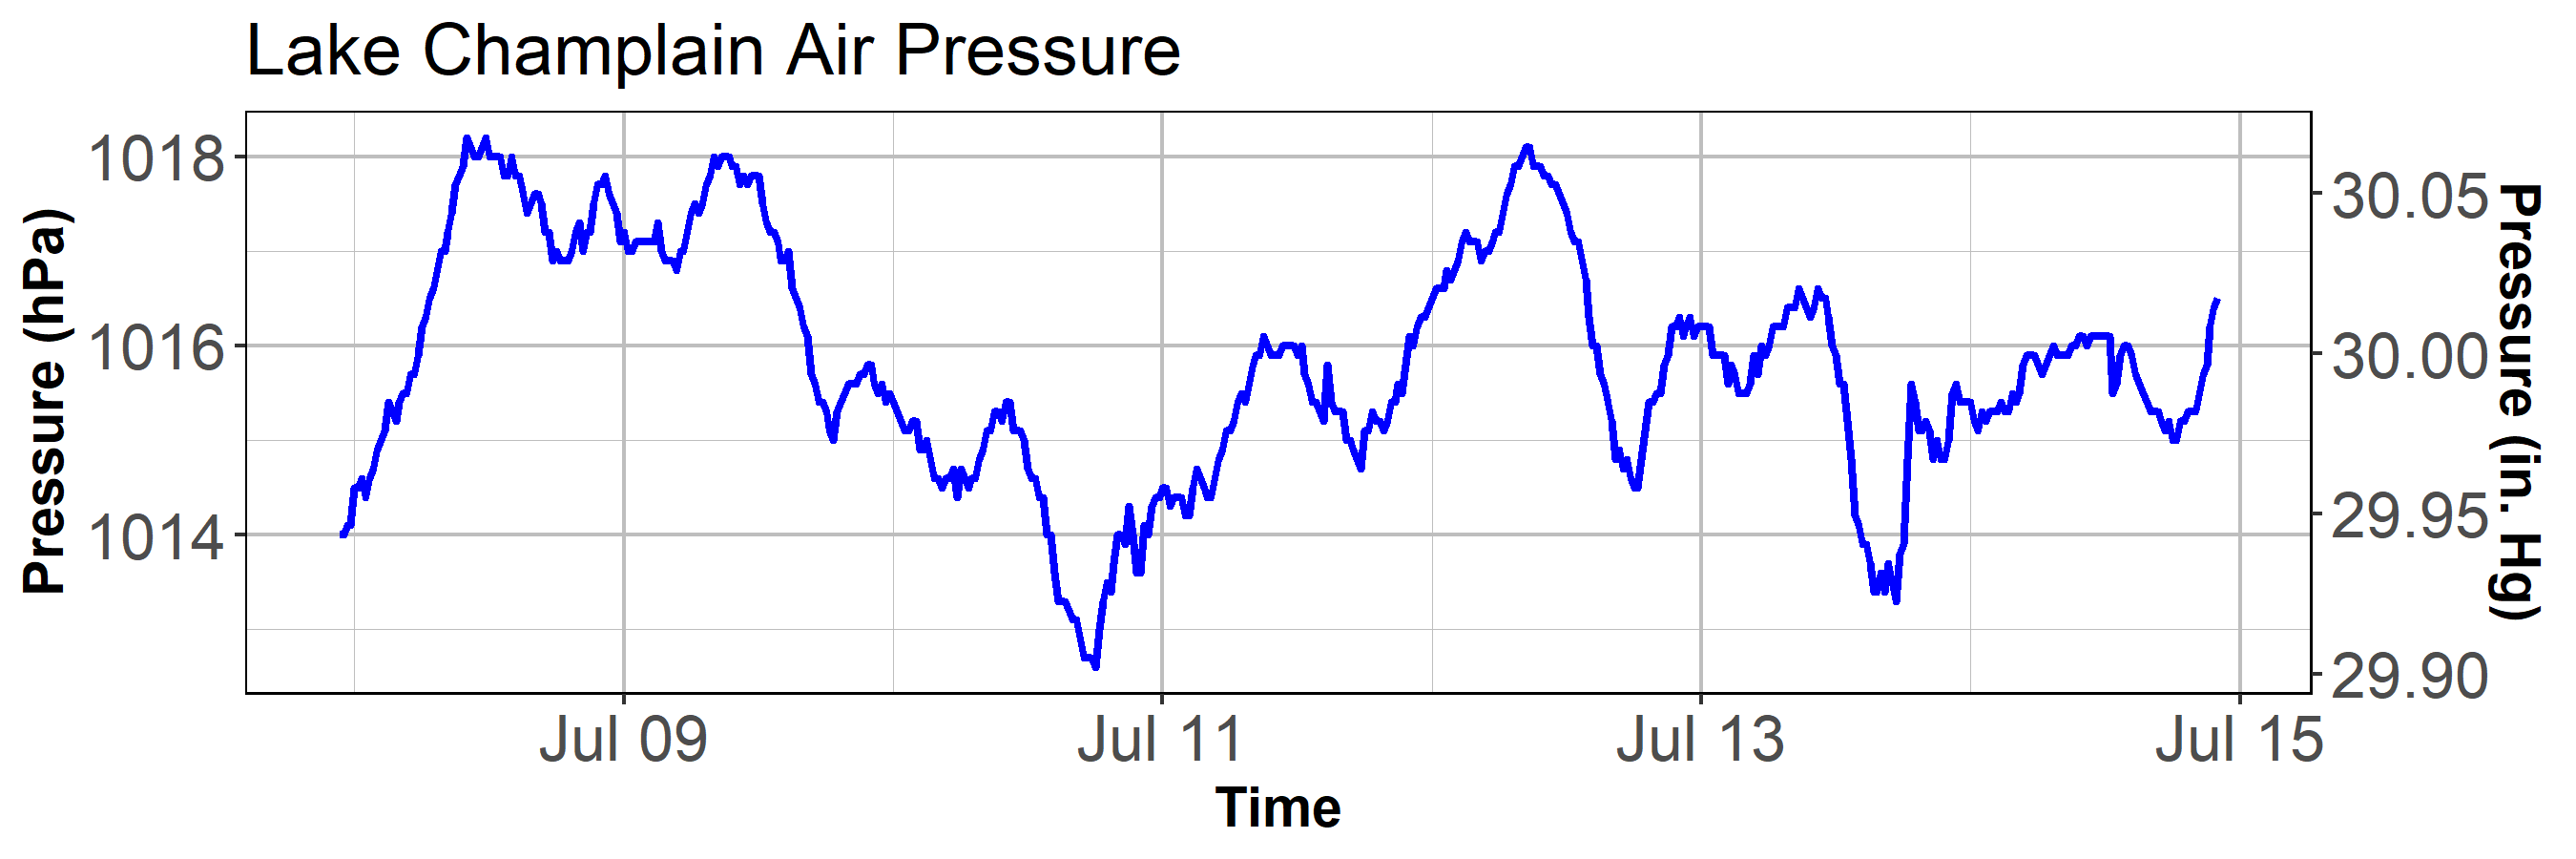 Lake Champlain Air Pressure
Pressure (hPa)
1018
1016
1014
30.05
30.00
29.95
29.90
Pressure (in. Hg)
Jul 09
Jul 11
Jul 13
Jul 15
Time